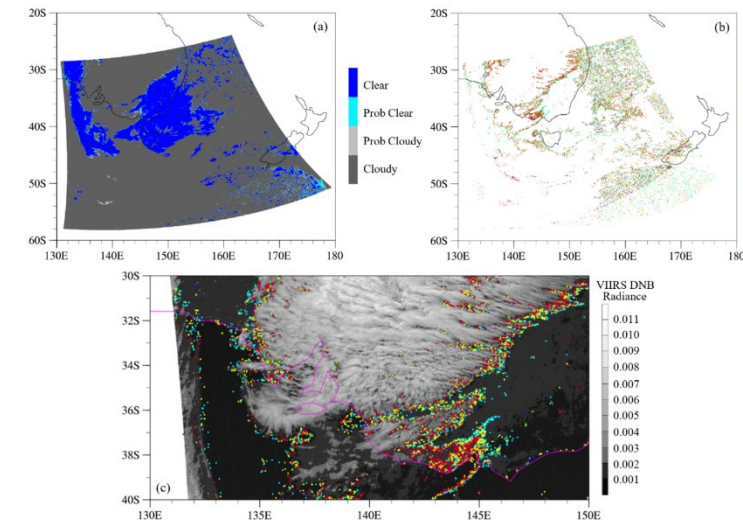 20S
30S
40S
50S
60S
130E 140E 150E 160E 170E 180
(a)
Clear
Prob Clear
Prob Cloudy
Cloudy
20S
30S
40S
50S
60S
130E 140E 150E 160E 170E 180
(b)
30S
32S
34S
36S
38S
40S
130E 135E 140E 145E 150E
(c)
VIIRS DNB
Radiance
0.011
0.010
0.009
0.008
0.007
0.006
0.005
0.004
0.003
0.002
0.001